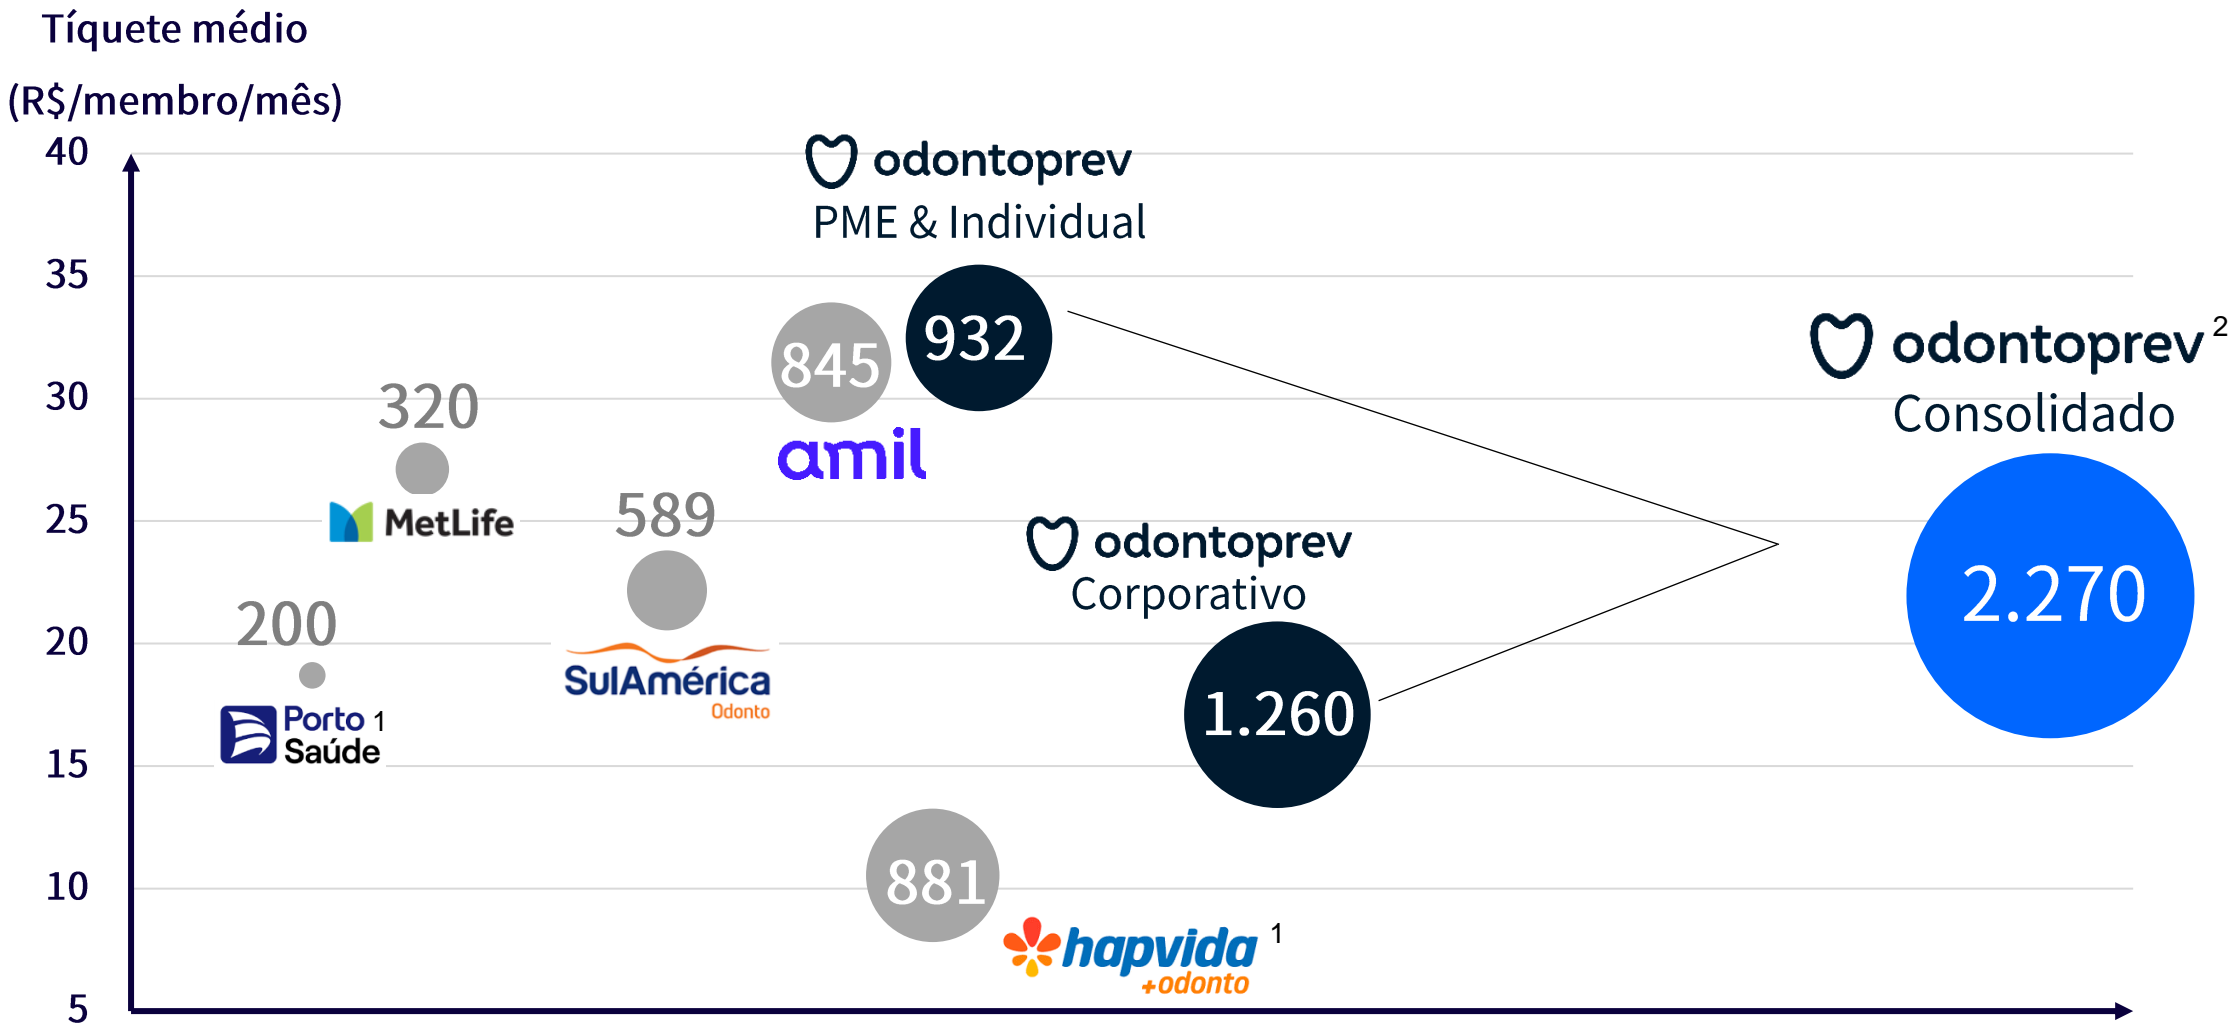 Tíquete médio
(R$/membro/mês)
40
odontoprev
PME & Individual
35
932
845
odontoprev 2
Consolidado
30
320
amil
25
MetLife
589
odontoprev
Corporativo
2.270
20
200
SulAmérica
Odonto
1.260
Porto 1
Saúde
15
10
881
hapvida 1
+odonto
5